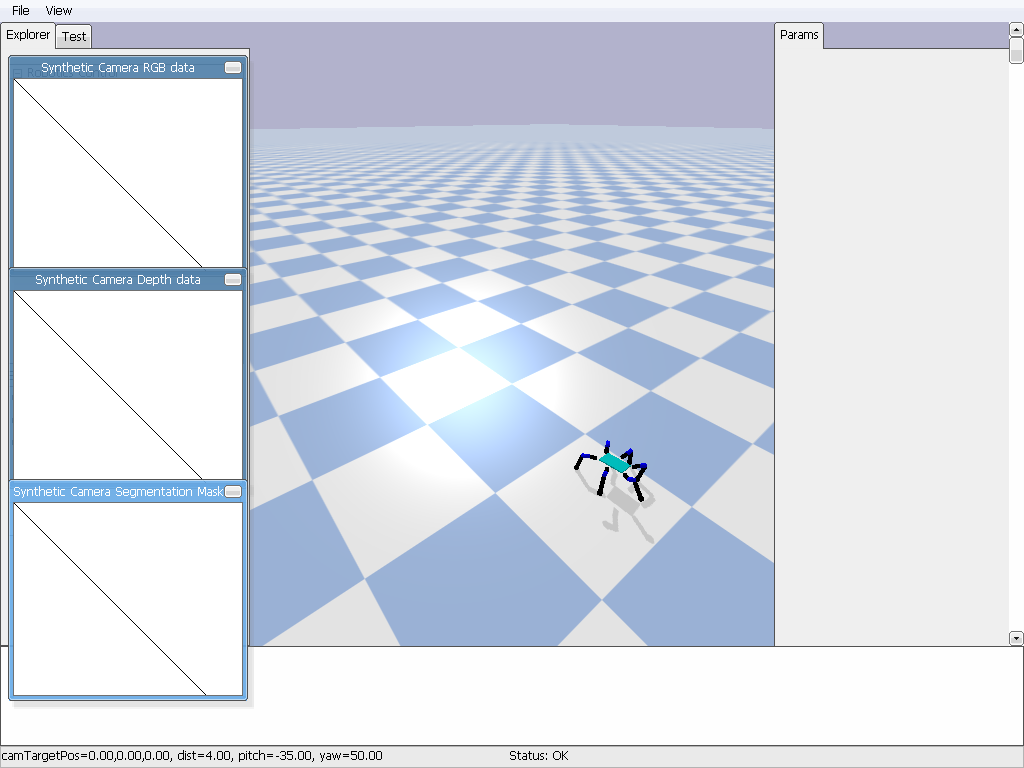 File View
Explorer Test
Params
Synthetic Camera RGB data
Synthetic Camera Depth data
Synthetic Camera Segmentation Mask
camTargetPos=0.00,0.00,0.00, dist=4.00, pitch=-35.00, yaw=50.00 Status: OK